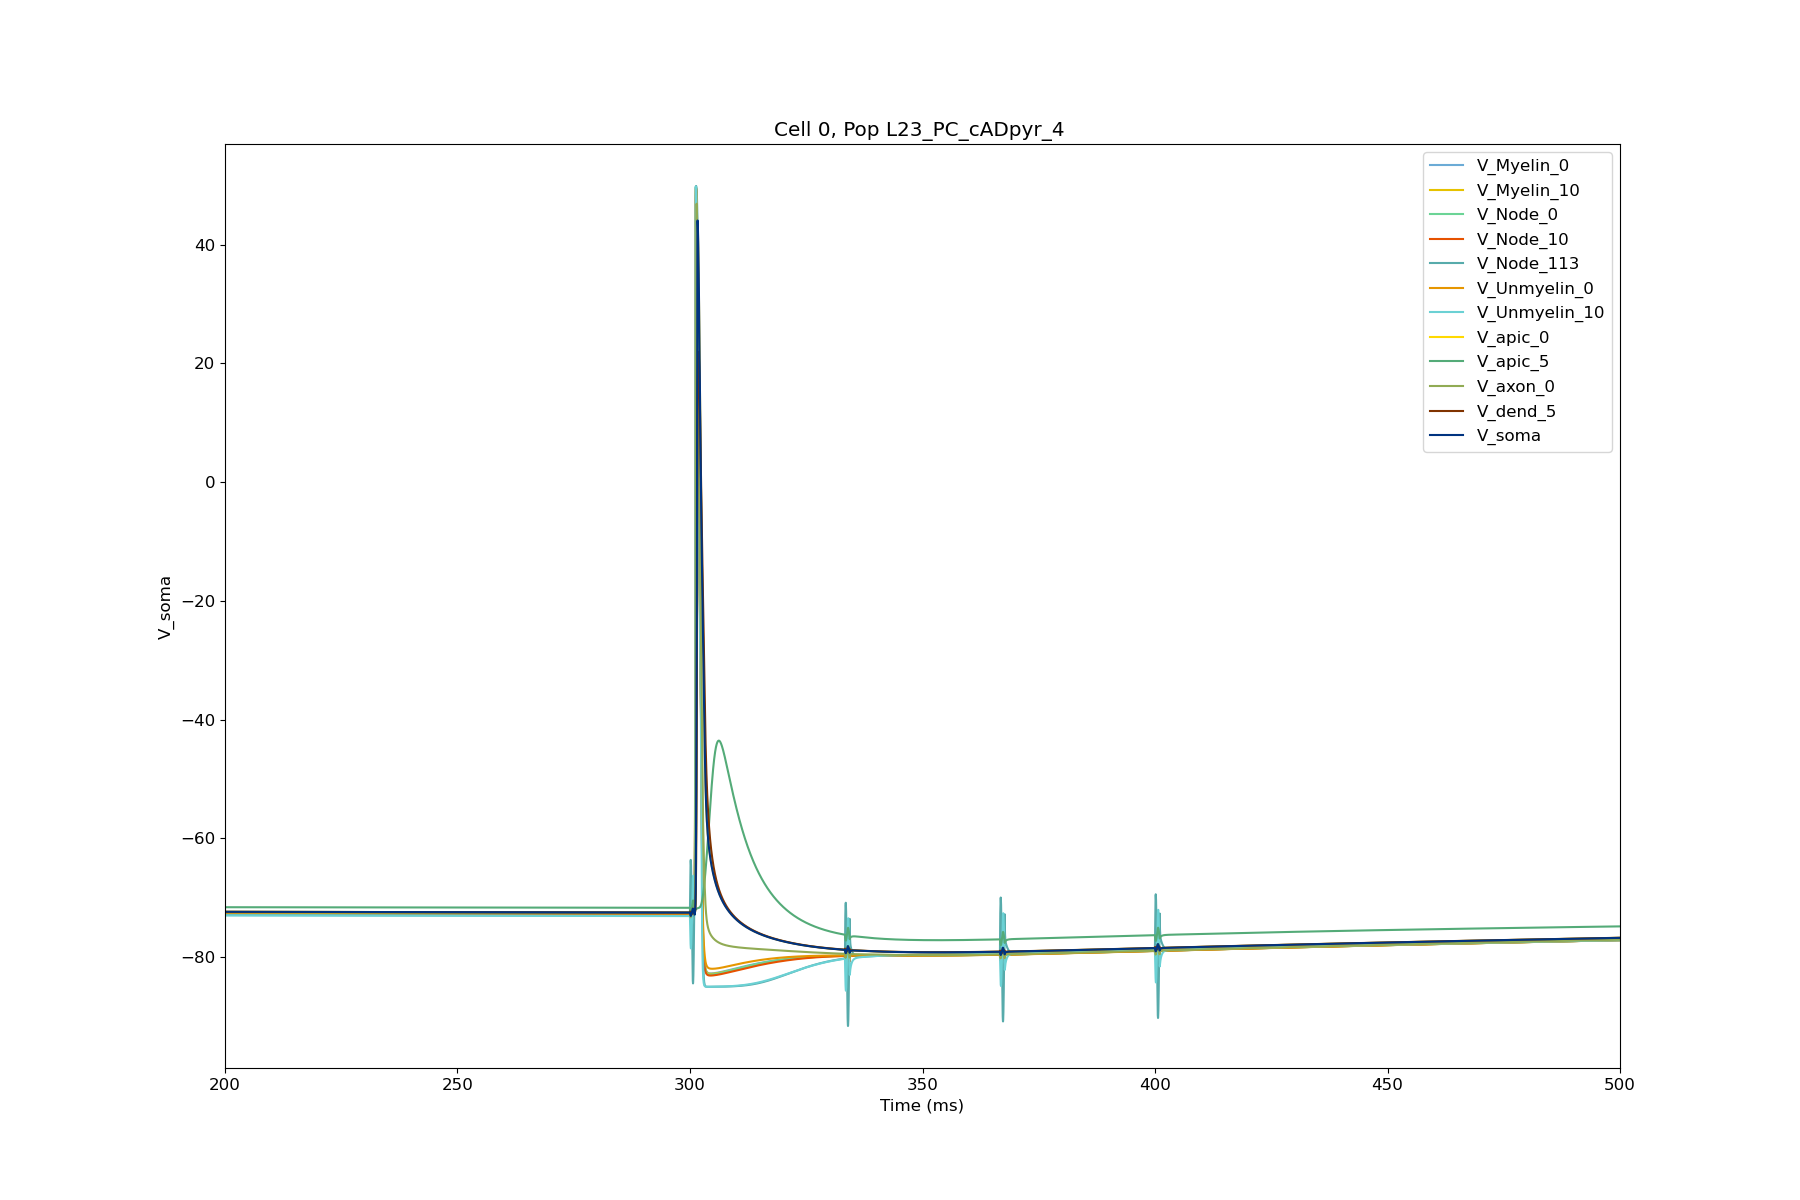 Cell 0, Pop L23_PC_cADpyr_4
V_Myelin_0
V_Myelin_10
V_Node_0
V_Node_10
V_Node_113
V_Unmyelin_0
V_Unmyelin_10
V_apic_0
V_apic_5
V_axon_0
V_dend_5
V_soma
40
20
0
−20
−40
−60
−80
V_soma
200 250 300 350 400 450 500
Time (ms)